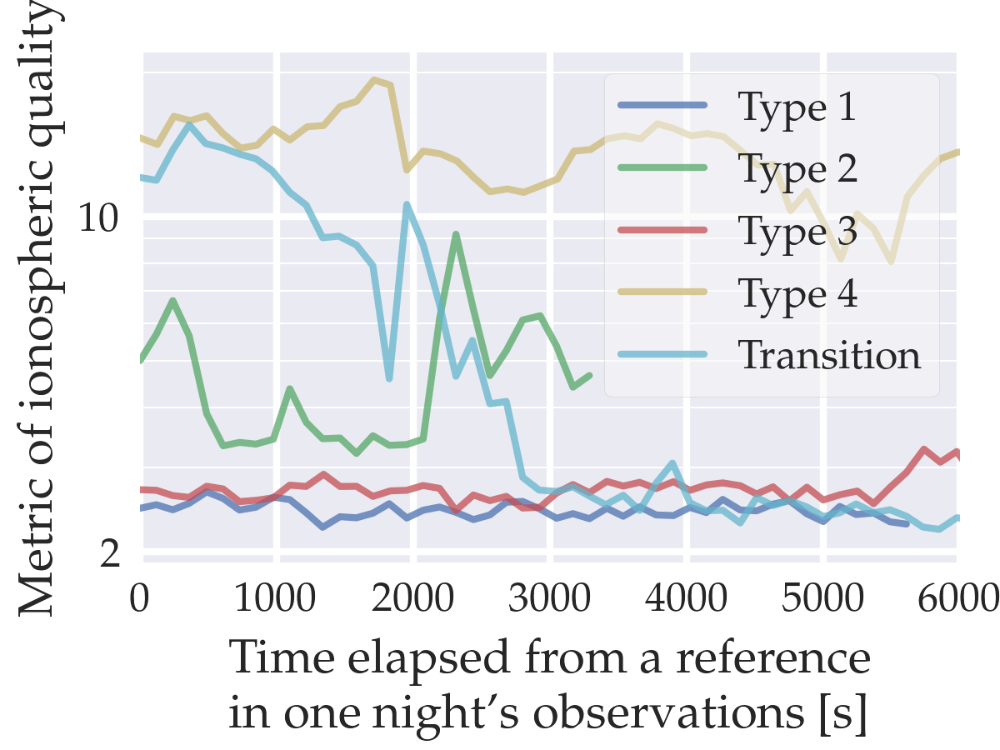 Metric of ionospheric quality
10
2
Type 1
Type 2
Type 3
Type 4
Transition
0 1000 2000 3000 4000 5000 6000
Time elapsed from a reference
in one night’s observations [s]